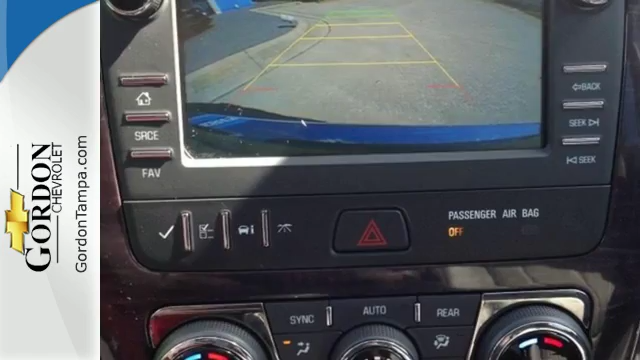 GORDON
CHEVROLET
GordonTampa.com
SRCE
FAV
BACK
SEEK
SEEK
PASSENGER AIR BAG
OFF
SYNC
AUTO
REAR